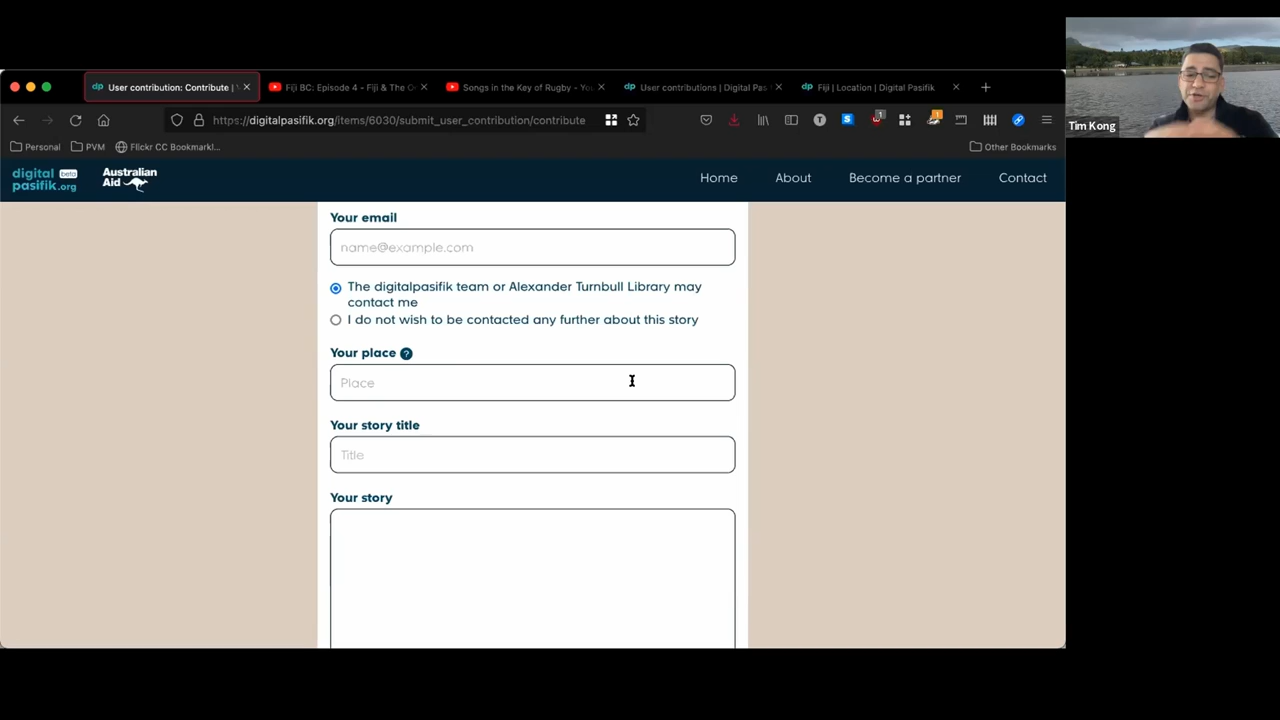 User contribution: Contribute |
Fiji BC: Episode 4 - Fiji & The
Songs in the Key of Rugby - Yo
User contributions | Digital Pas
Fiji | Location | Digital Pasifik
https://digitalpasifik.org/items/6030/submit_user_contribution/contribute
1
1
Tim Kong
Personal
PVM
Flickr CC Bookmarkl...
Other Bookmarks
digital beta
pasifik.org
Australian
Aid
Home
About
Become a partner
Contact
Your email
name@example.com
The digitalpasifik team or Alexander Turnbull Library may
contact me
I do not wish to be contacted any further about this story
Your place ?
Place
Your story title
Title
Your story